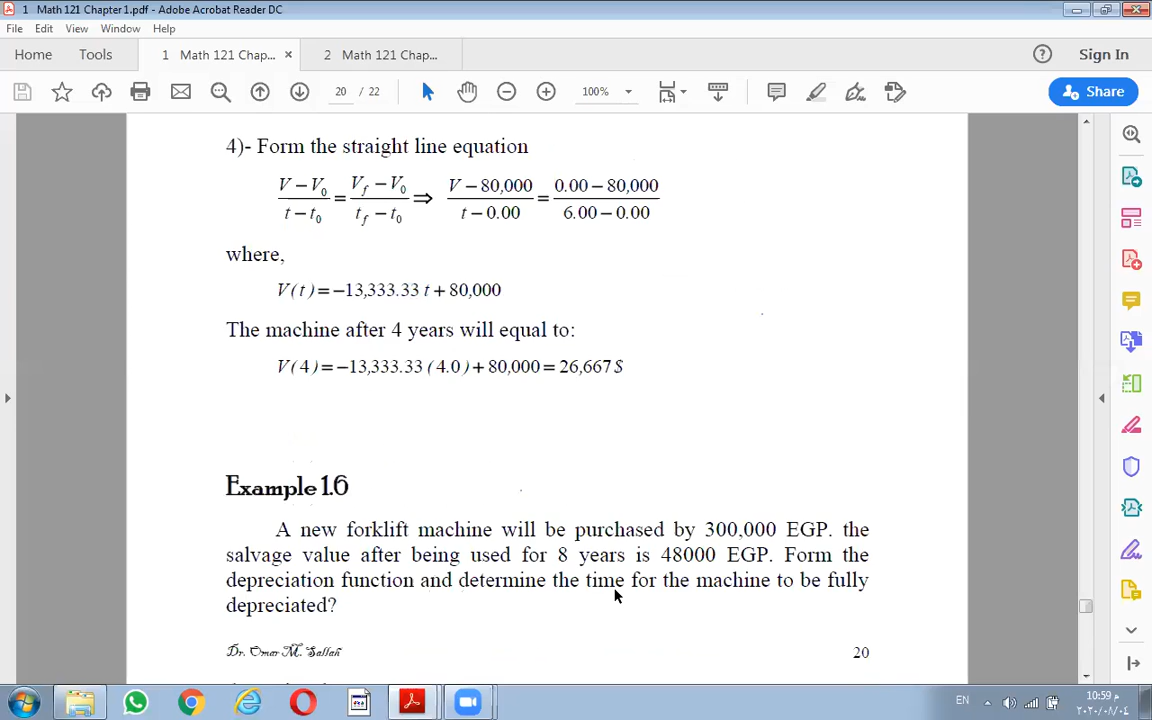 1 Math 121 Chapter 1.pdf - Adobe Acrobat Reader DC
File Edit View Window Help
Home Tools 1 Math 121 Chap... × 2 Math 121 Chap... Sign In
20 / 22 100% Share
4)- Form the straight line equation
(V – V₀)/(t – t₀) = (V_f – V₀)/(t_f – t₀) ⇒ (V – 80,000)/(t – 0.00) = (0.00 – 80,000)/(6.00 – 0.00)
where,
V(t) = –13,333.33 t + 80,000
The machine after 4 years will equal to:
V(4) = –13,333.33 (4.0) + 80,000 = 26,667 $
Example 1.6
A new forklift machine will be purchased by 300,000 EGP. the
salvage value after being used for 8 years is 48000 EGP. Form the
depreciation function and determine the time for the machine to be fully
depreciated?
Dr. Omar M. Sallah 20
EN 10:59 م
٢٠٢٠/٠٨/٠٤